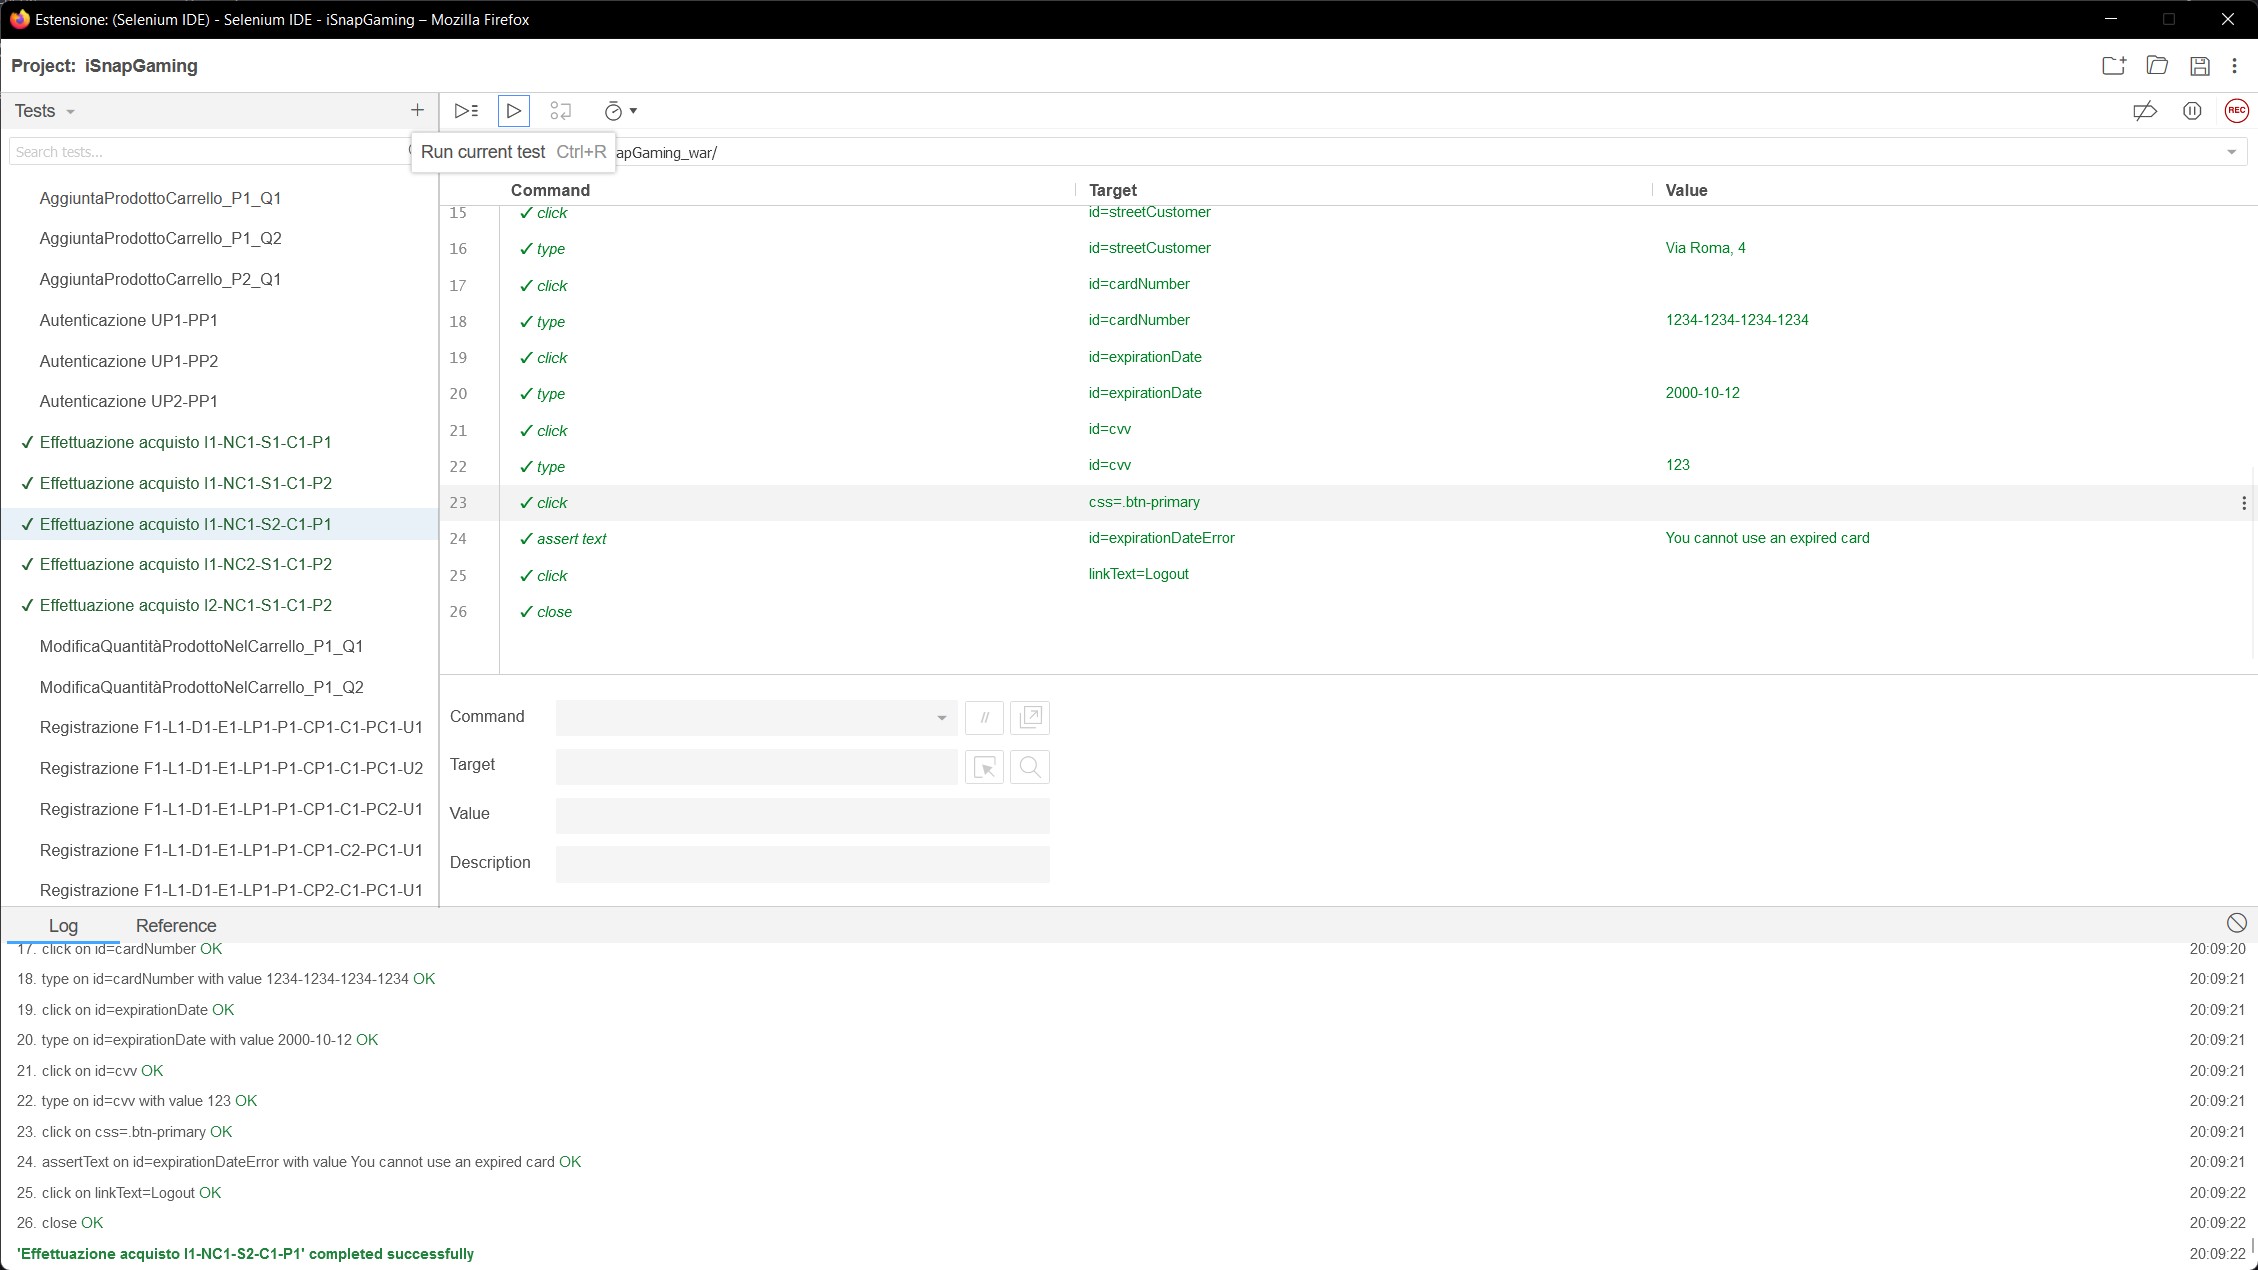 Estensione: (Selenium IDE) - Selenium IDE - iSnapGaming – Mozilla Firefox
Project: iSnapGaming
Tests
REC
Search tests...
Run current test Ctrl+R
apGaming_war/
Command Target Value
15 ✓ click id=streetCustomer
16 ✓ type id=streetCustomer Via Roma, 4
17 ✓ click id=cardNumber
18 ✓ type id=cardNumber 1234-1234-1234-1234
19 ✓ click id=expirationDate
20 ✓ type id=expirationDate 2000-10-12
21 ✓ click id=cvv
22 ✓ type id=cvv 123
23 ✓ click css=.btn-primary
24 ✓ assert text id=expirationDateError You cannot use an expired card
25 ✓ click linkText=Logout
26 ✓ close
AggiuntaProdottoCarrello_P1_Q1
AggiuntaProdottoCarrello_P1_Q2
AggiuntaProdottoCarrello_P2_Q1
Autenticazione UP1-PP1
Autenticazione UP1-PP2
Autenticazione UP2-PP1
✓ Effettuazione acquisto I1-NC1-S1-C1-P1
✓ Effettuazione acquisto I1-NC1-S1-C1-P2
✓ Effettuazione acquisto I1-NC1-S2-C1-P1
✓ Effettuazione acquisto I1-NC2-S1-C1-P2
✓ Effettuazione acquisto I2-NC1-S1-C1-P2
ModificaQuantitàProdottoNelCarrello_P1_Q1
ModificaQuantitàProdottoNelCarrello_P1_Q2
Registrazione F1-L1-D1-E1-LP1-P1-CP1-C1-PC1-U1
Registrazione F1-L1-D1-E1-LP1-P1-CP1-C1-PC1-U2
Registrazione F1-L1-D1-E1-LP1-P1-CP1-C1-PC2-U1
Registrazione F1-L1-D1-E1-LP1-P1-CP1-C2-PC1-U1
Registrazione F1-L1-D1-E1-LP1-P1-CP2-C1-PC1-U1
Command //
Target
Value
Description
Log Reference
17. click on id=cardNumber OK 20:09:20
18. type on id=cardNumber with value 1234-1234-1234-1234 OK 20:09:21
19. click on id=expirationDate OK 20:09:21
20. type on id=expirationDate with value 2000-10-12 OK 20:09:21
21. click on id=cvv OK 20:09:21
22. type on id=cvv with value 123 OK 20:09:21
23. click on css=.btn-primary OK 20:09:21
24. assertText on id=expirationDateError with value You cannot use an expired card OK 20:09:21
25. click on linkText=Logout OK 20:09:22
26. close OK 20:09:22
'Effettuazione acquisto I1-NC1-S2-C1-P1' completed successfully 20:09:22